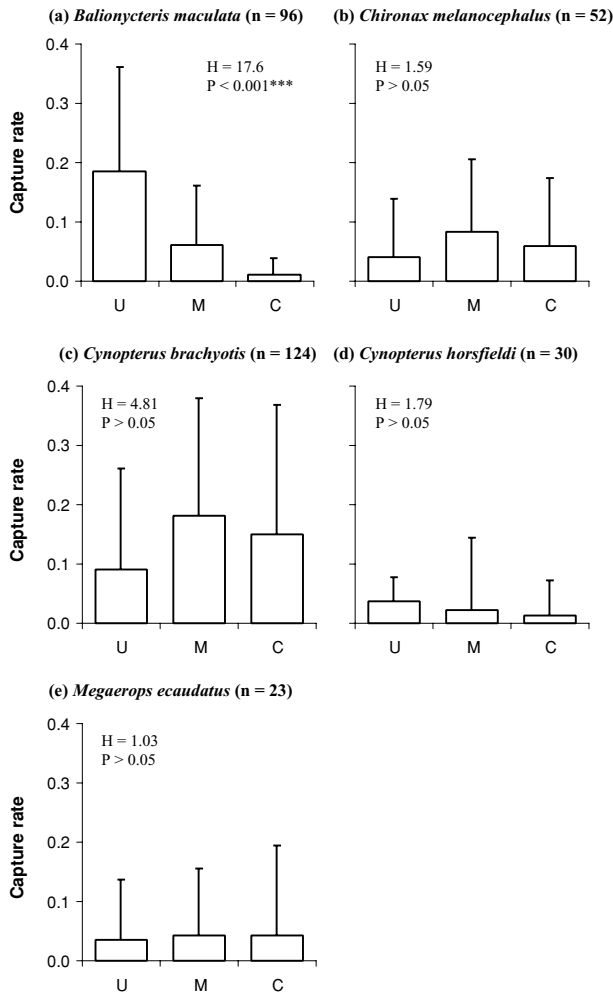 (a) Balionycteris maculata (n = 96)
(b) Chironax melanocephalus (n = 52)
0.4
0.3
0.2
0.1
0.0
Capture rate
H = 17.6
P < 0.001***
U M C
H = 1.59
P > 0.05
U M C
(c) Cynopterus brachyotis (n = 124)
(d) Cynopterus horsfieldi (n = 30)
0.4
0.3
0.2
0.1
0.0
Capture rate
H = 4.81
P > 0.05
U M C
H = 1.79
P > 0.05
U M C
(e) Megaerops ecaudatus (n = 23)
0.4
0.3
0.2
0.1
0.0
Capture rate
H = 1.03
P > 0.05
U M C